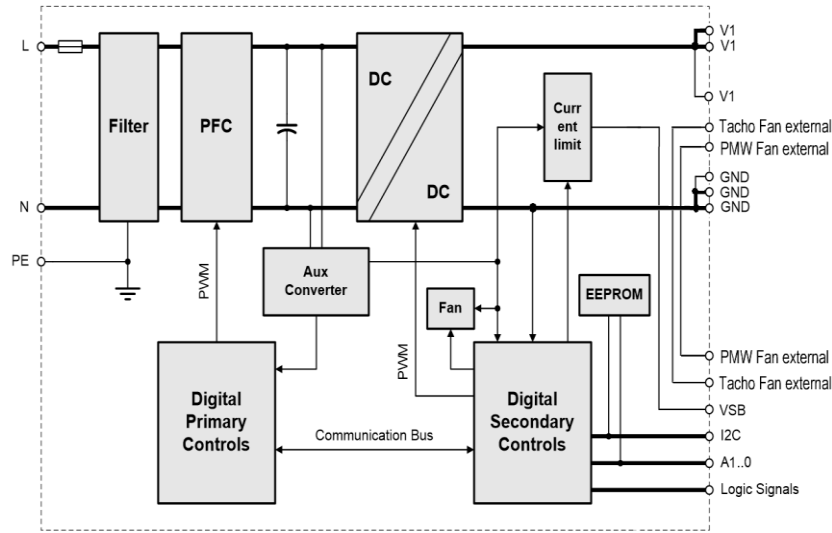 V1
L
V1
DC
Curr
ent
limit
Filter
PFC
V1
Tacho Fan external
PMW Fan external
GND
DC
GND
N
GND
PE
PWM
Aux
Converter
EEPROM
Fan
PWM
PMW Fan external
Digital
Primary
Controls
Digital
Secondary
Controls
Tacho Fan external
VSB
Communication Bus
I2C
A1..0
Logic Signals